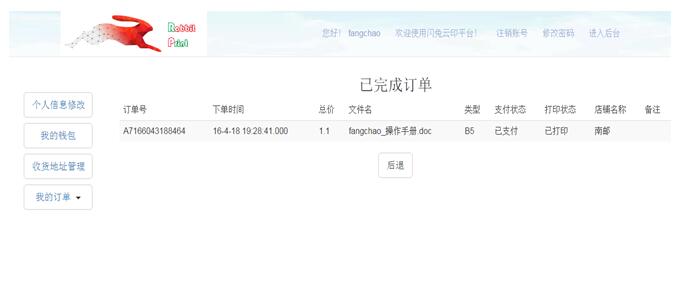 Rabbit
Print
您好！ fangchao 欢迎使用闪兔云印平台！ 注销账号 修改密码 进入后台
已完成订单
个人信息修改
我的钱包
收货地址管理
我的订单
订单号 下单时间 总价 文件名 类型 支付状态 打印状态 店铺名称 备注
A7166043188464 16-4-18 19:28:41.000 1.1 fangchao_操作手册.doc B5 已支付 已打印 南邮
后退